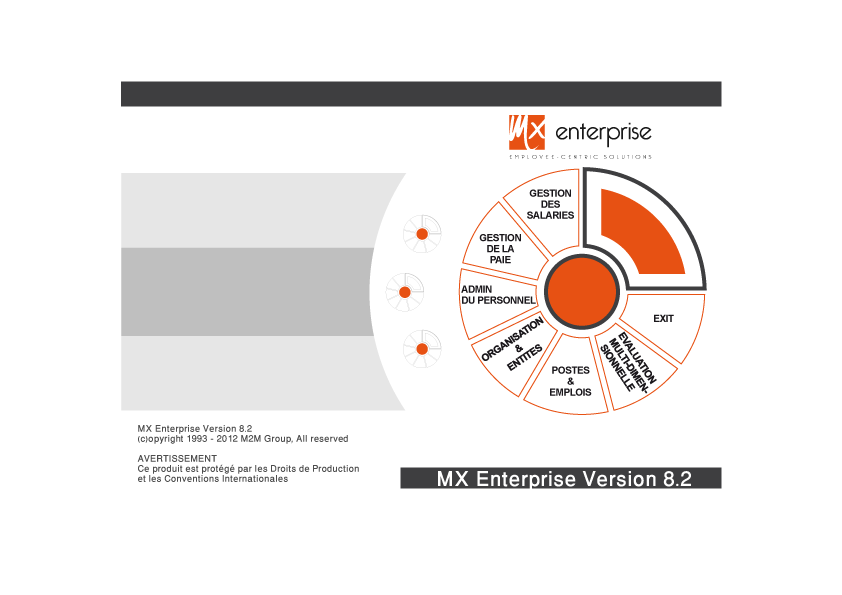 Mx enterprise
EMPLOYEE-CENTRIC SOLUTIONS
GESTION
DES
SALARIES
GESTION
DE LA
PAIE
ADMIN
DU PERSONNEL
ORGANISATION
&
ENTITES
POSTES
&
EMPLOIS
EVALUATION
MULTI-DIMEN-
SIONNELLE
EXIT
MX Enterprise Version 8.2
(c)opyright 1993 - 2012 M2M Group, All reserved
AVERTISSEMENT
Ce produit est protégé par les Droits de Production
et les Conventions Internationales
MX Enterprise Version 8.2